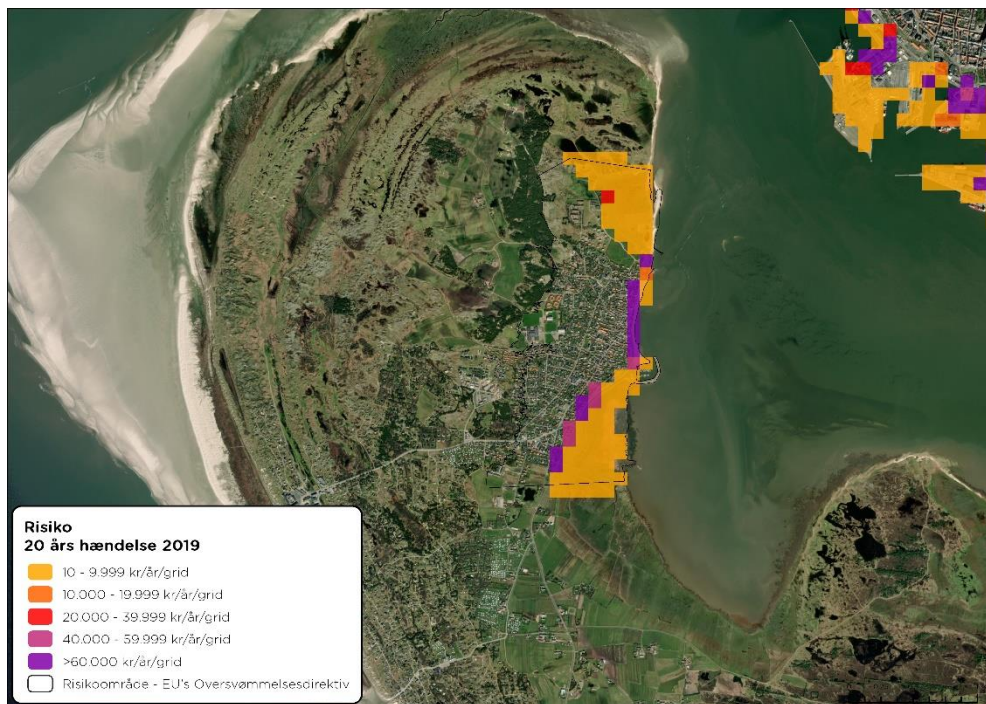 Risiko
20 års hændelse 2019
10 - 9.999 kr/år/grid
10.000 - 19.999 kr/år/grid
20.000 - 39.999 kr/år/grid
40.000 - 59.999 kr/år/grid
>60.000 kr/år/grid
Risikoområde - EU's Oversvømmelsesdirektiv